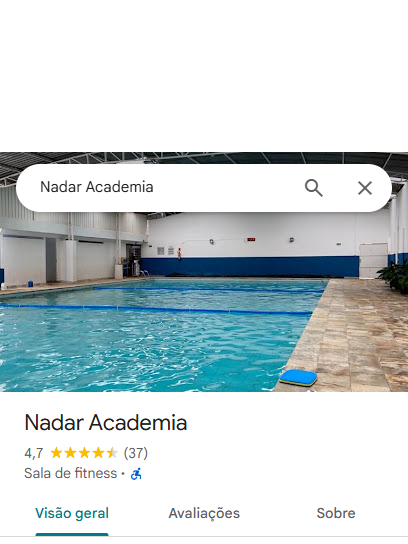 Nadar Academia
Nadar Academia
4,7 (37)
Sala de fitness ·
Visão geral
Avaliações
Sobre